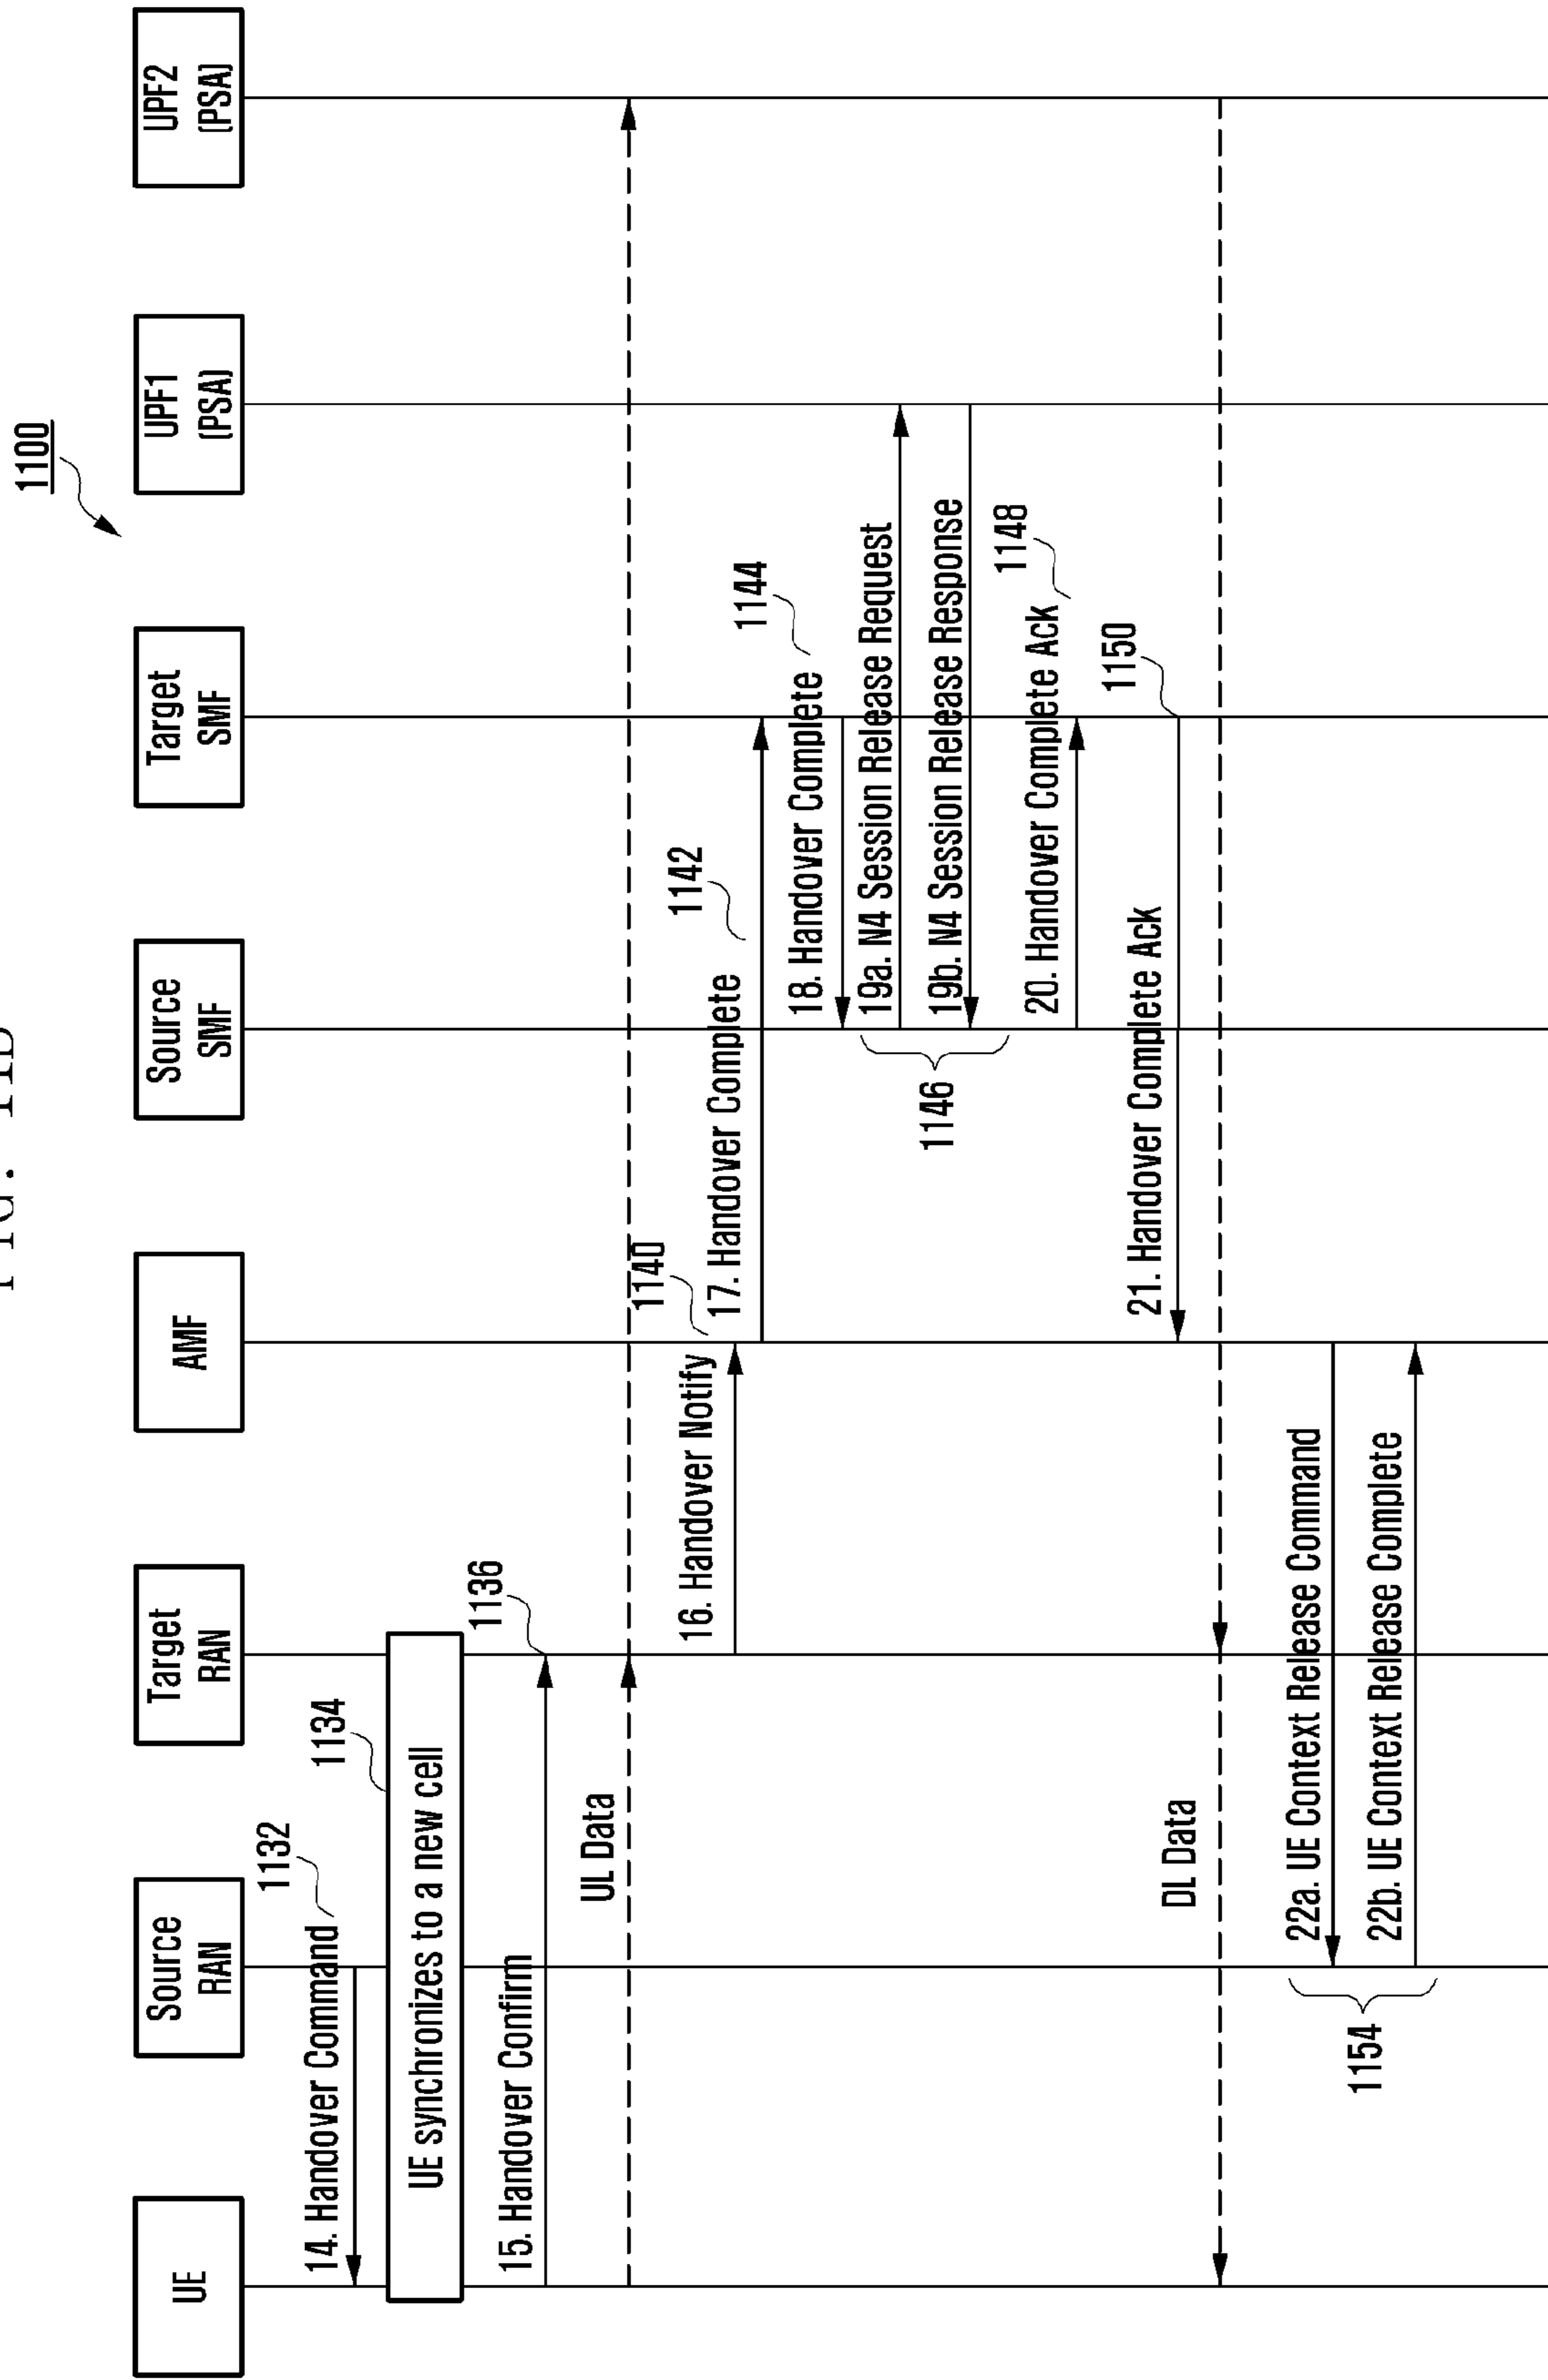 1100
UE
Source
RAN
Target
RAN
AMF
Source
SMF
Target
SMF
UPF1
(PSA)
UPF2
(PSA)
14. Handover Command
1132
1134
UE synchronizes to a new cell
15. Handover Confirm
1136
UL Data
1140
16. Handover Notify
17. Handover Complete
1142
18. Handover Complete
1144
19a. N4 Session Release Request
19b. N4 Session Release Response
1146
20. Handover Complete Ack
1148
21. Handover Complete Ack
1150
DL Data
22a. UE Context Release Command
22b. UE Context Release Complete
1154